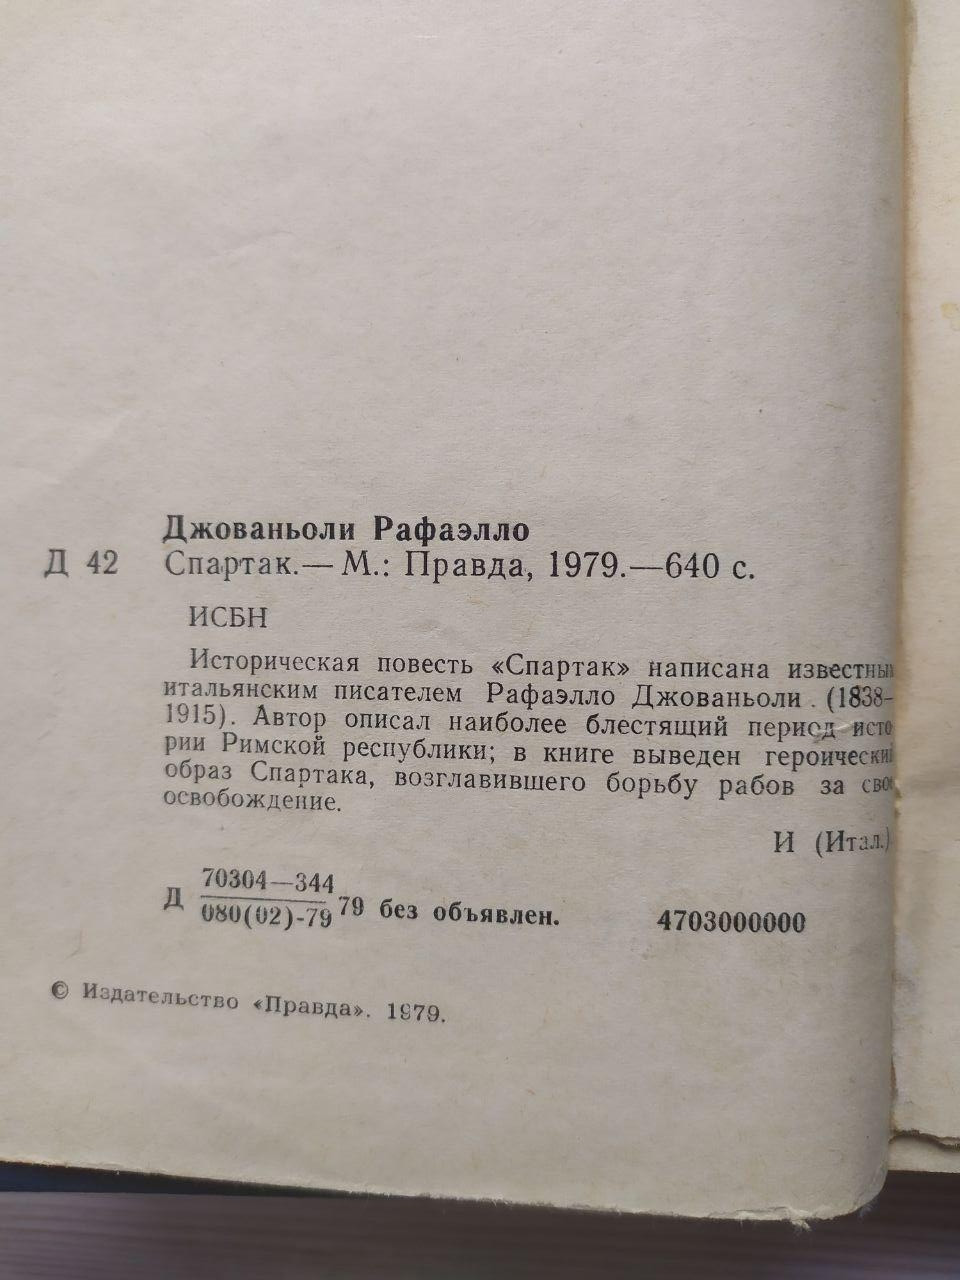 Джованьоли Рафаэлло
Д 42 Спартак.— М.: Правда, 1979.—640 с.
ИСБН
Историческая повесть «Спартак» написана известны
итальянским писателем Рафаэлло Джованьоли. (1838–
1915). Автор описал наиболее блестящий период исто
рии Римской республики; в книге выведен героически
образ Спартака, возглавившего борьбу рабов за сво
освобождение.
И (Итал.)
70304—344
Д 080(02)-79 79 без объявлен. 4703000000
© Издательство «Правда». 1979.